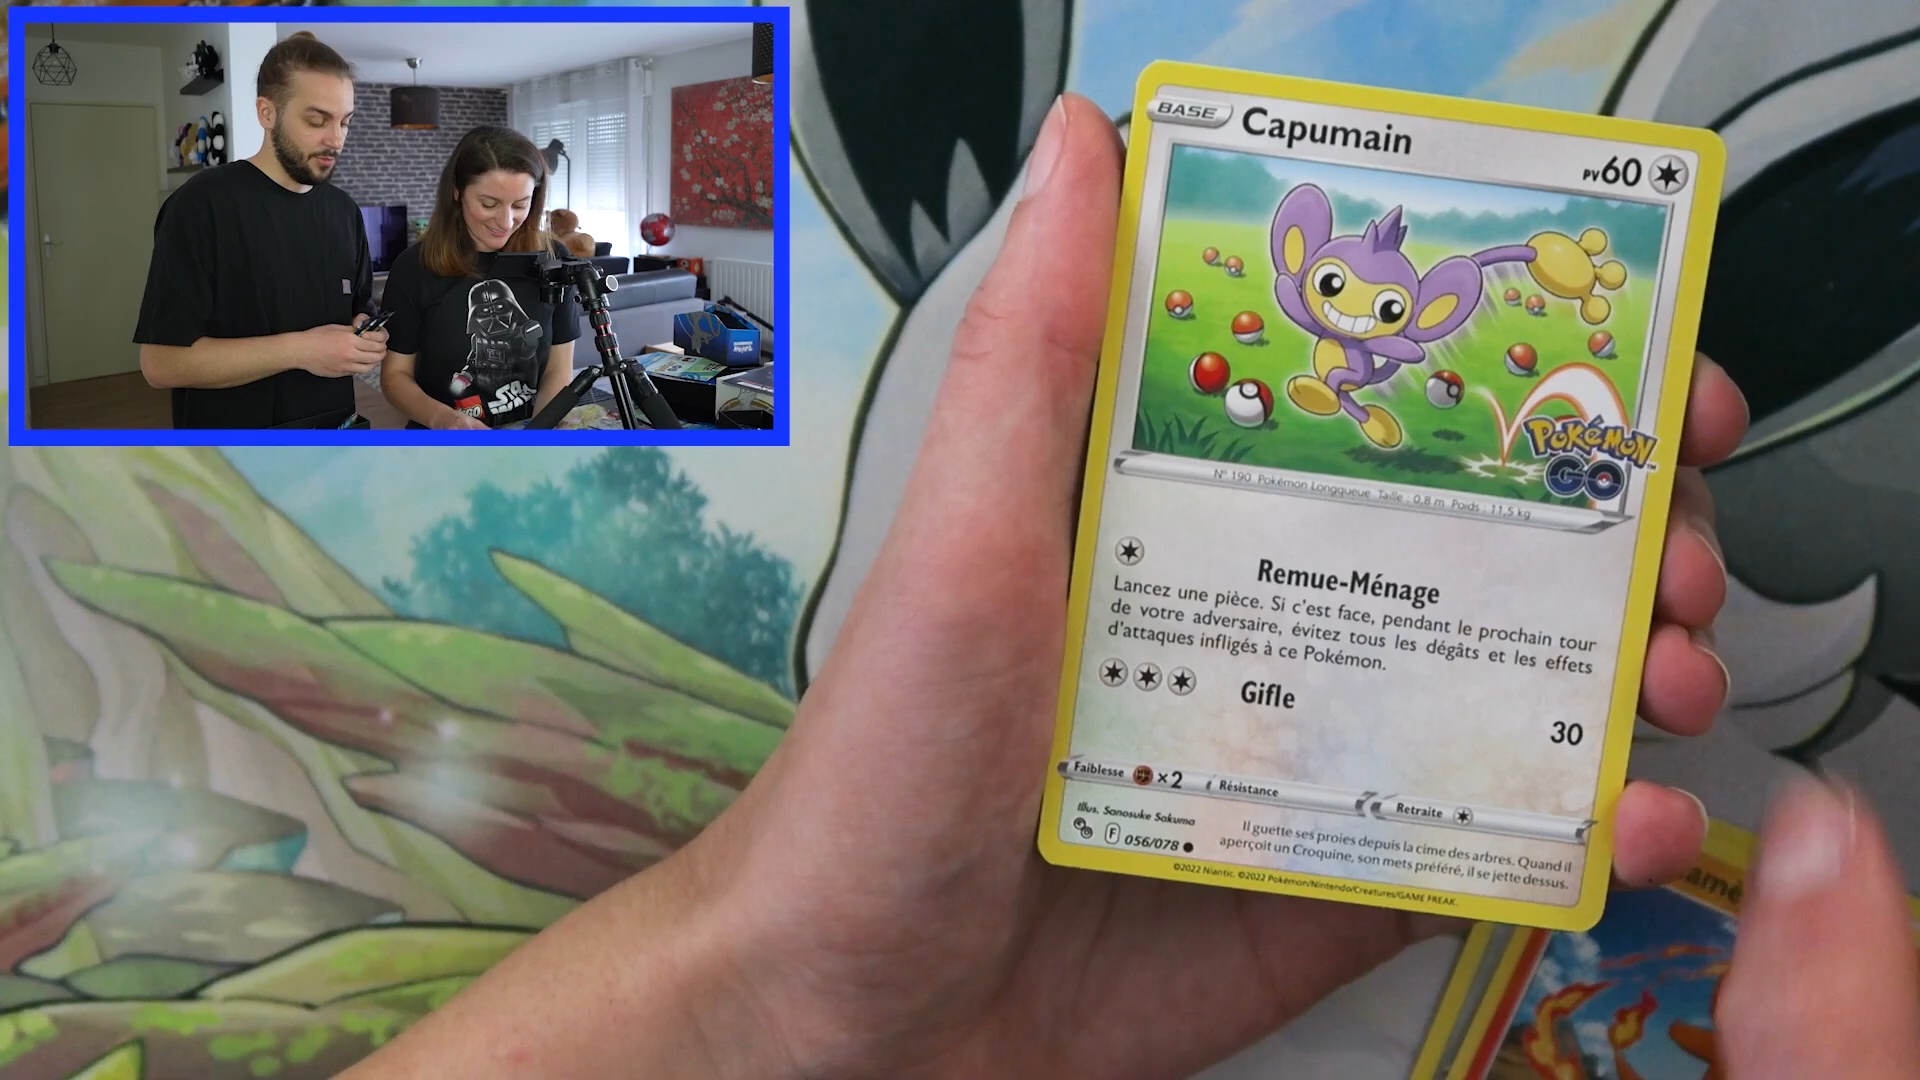 STAR
WARS
BASE
Capumain
PV 60
POKÉMON
GO
N° 190 Pokémon Longqueue Taille : 0,8 m Poids : 11,5 kg
Remue-Ménage
Lancez une pièce. Si c'est face, pendant le prochain tour
de votre adversaire, évitez tous les dégâts et les effets
d'attaques infligés à ce Pokémon.
Gifle
30
Faiblesse ×2 Résistance Retraite
Illus. Sanosuke Sakuma
F 056/078
Il guette ses proies depuis la cime des arbres. Quand il
aperçoit un Croquine, son mets préféré, il se jette dessus.
©2022 Niantic. ©2022 Pokémon/Nintendo/Creatures/GAME FREAK.